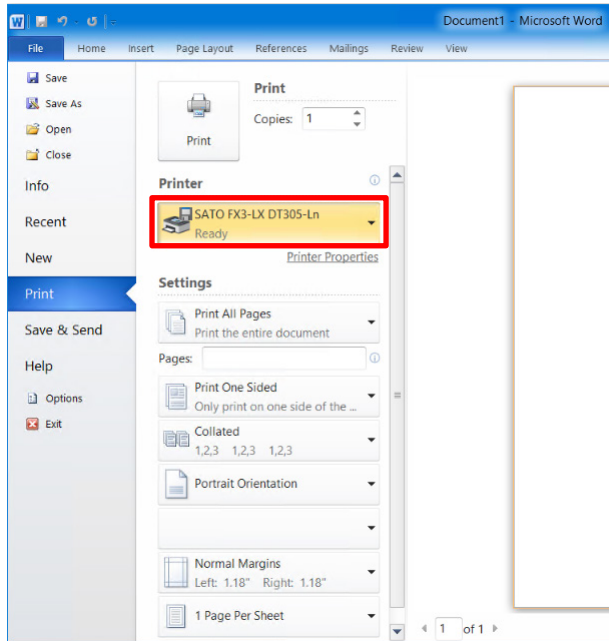 Document1 - Microsoft Word
File Home Insert Page Layout References Mailings Review View
Save
Save As
Open
Close
Info
Recent
New
Print
Save & Send
Help
Options
Exit
Print
Print
Copies: 1
Printer
SATO FX3-LX DT305-Ln
Ready
Printer Properties
Settings
Print All Pages
Print the entire document
Pages:
Print One Sided
Only print on one side of the ...
Collated
1,2,3 1,2,3 1,2,3
Portrait Orientation
Normal Margins
Left: 1.18" Right: 1.18"
1 Page Per Sheet
1 of 1